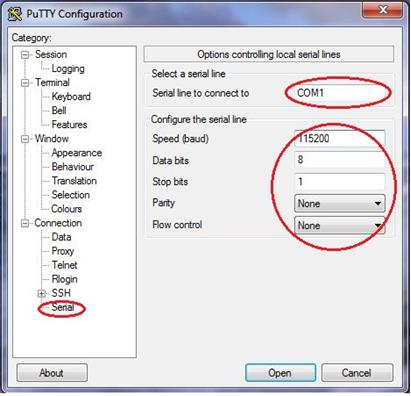 PuTTY Configuration
Category:
Session
Logging
Terminal
Keyboard
Bell
Features
Window
Appearance
Behaviour
Translation
Selection
Colours
Connection
Data
Proxy
Telnet
Rlogin
SSH
Serial
Options controlling local serial lines
Select a serial line
Serial line to connect to COM1
Configure the serial line
Speed (baud) 115200
Data bits 8
Stop bits 1
Parity None
Flow control None
About Open Cancel